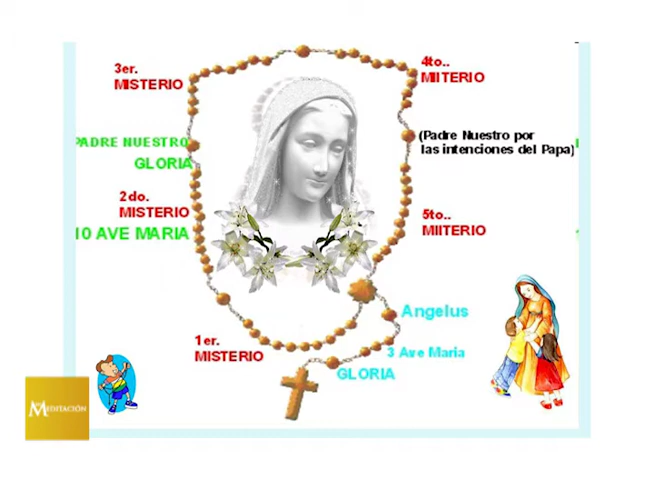 3er.
MISTERIO
4to..
MIITERIO
PADRE NUESTRO
GLORIA
(Padre Nuestro por
las intenciones del Papa)
2do.
MISTERIO
10 AVE MARIA
5to..
MIITERIO
Angelus
1er.
MISTERIO
3 Ave Maria
GLORIA
MEDITACIÓN